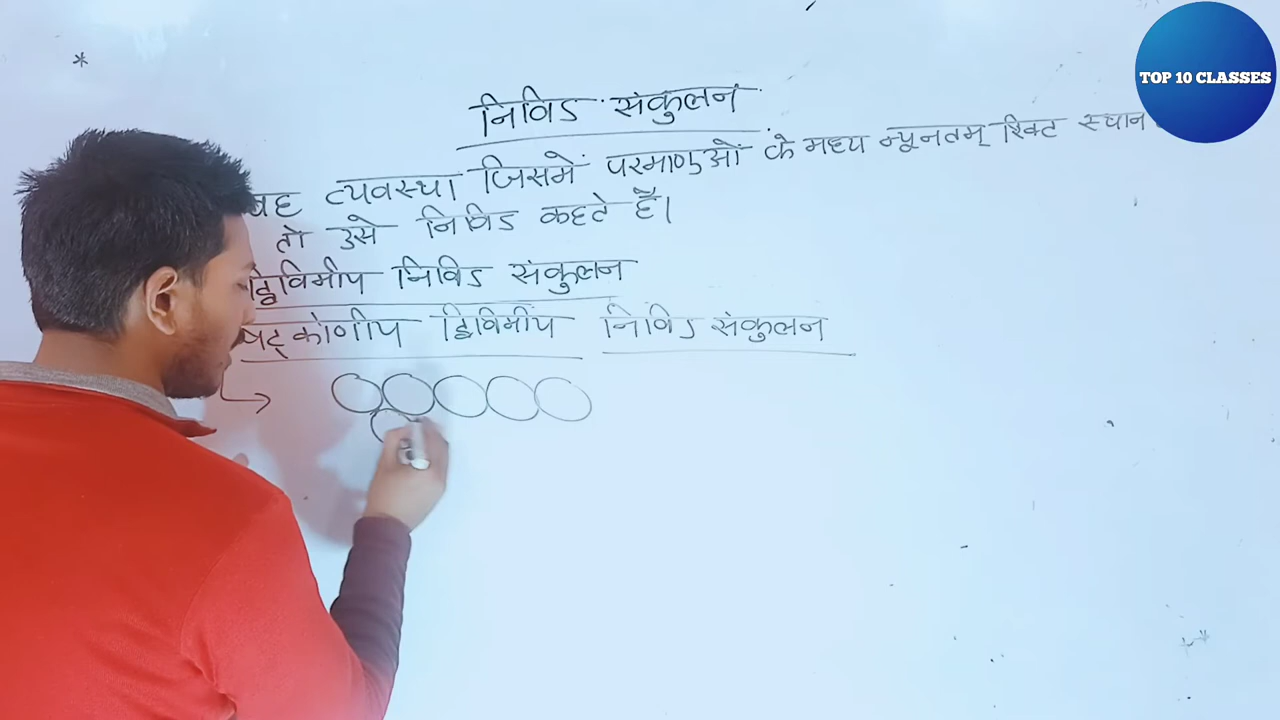 TOP 10 CLASSES
निविड संकुलन
वह व्यवस्था जिसमें परमाणुओं के मध्य न्यूनतम् रिक्ट स्थान
तो उसे निविड कहते है।
द्विविमीय निविड संकुलन
षट्कोणीय द्विविमीय निविड संकुलन